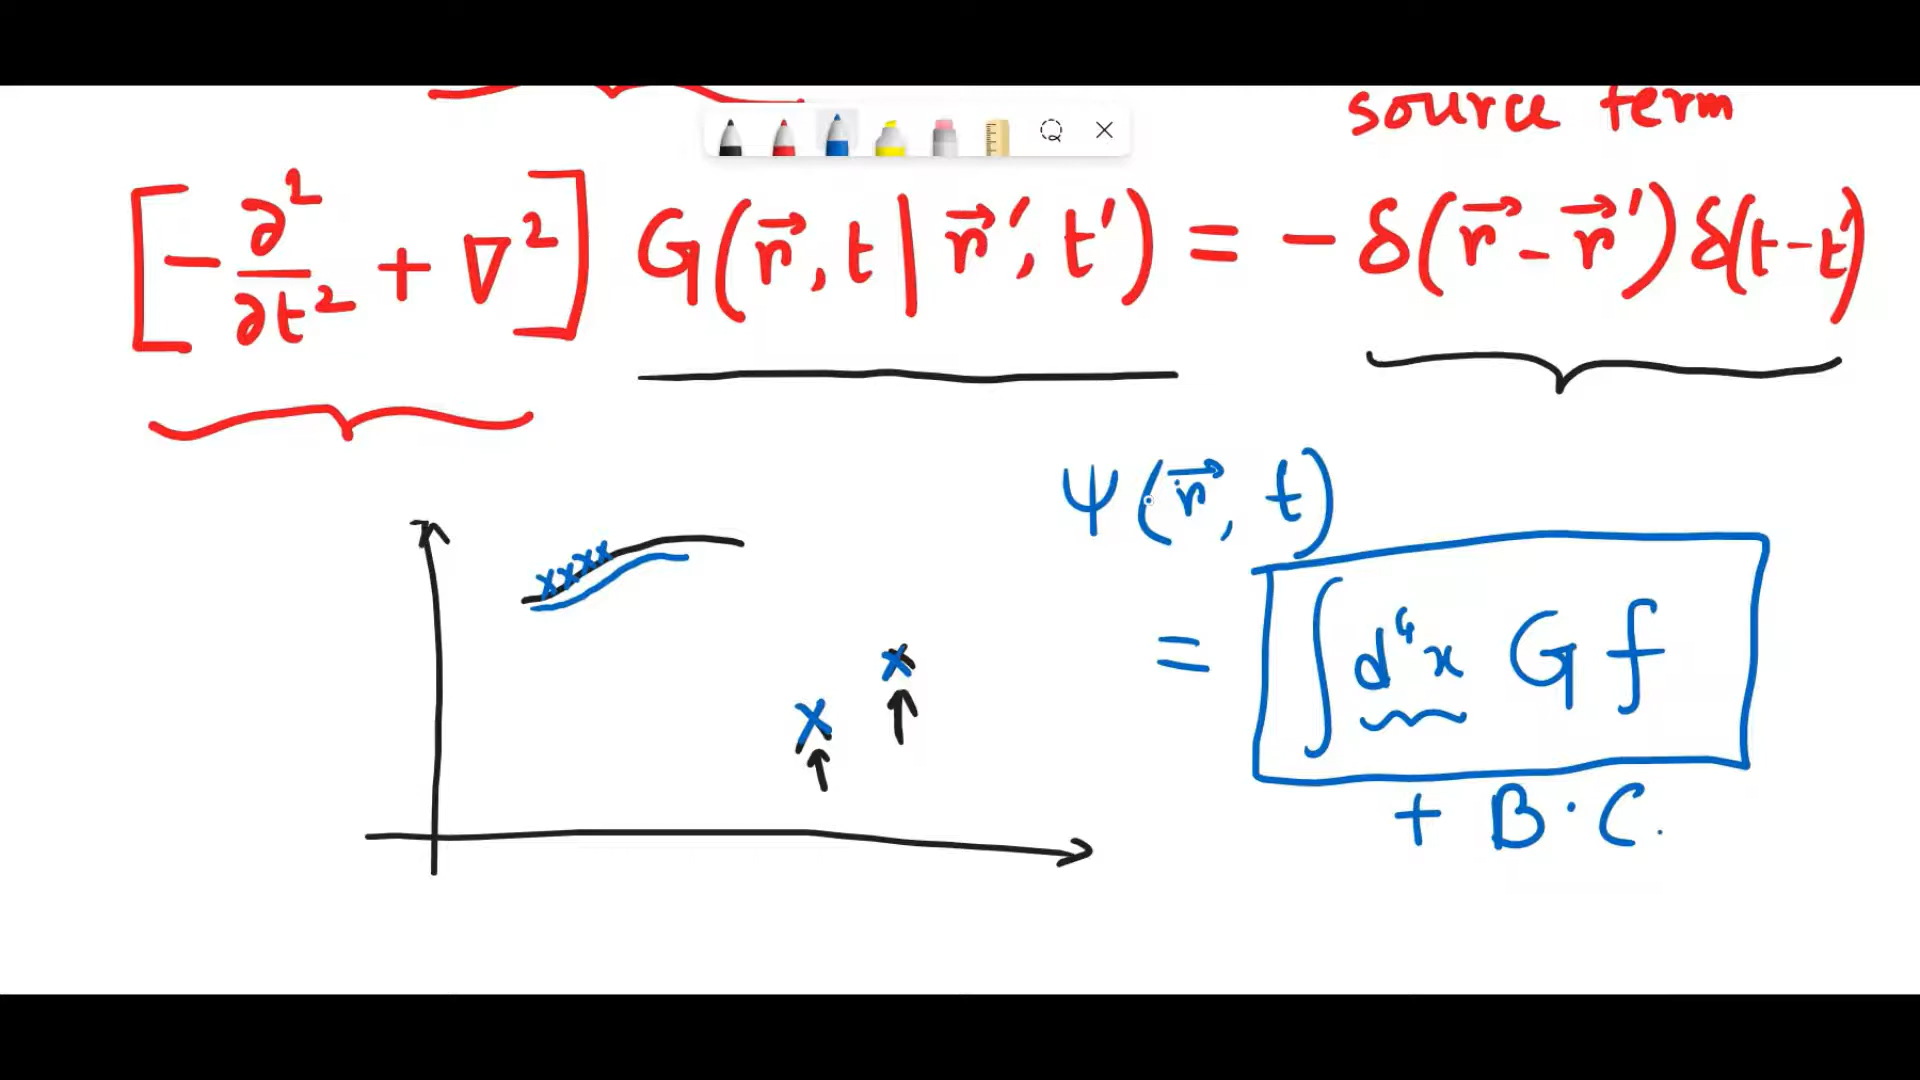 source term
[-∂²/∂t² + ∇²] G(r⃗, t | r⃗', t') = - δ(r⃗ - r⃗') δ(t - t')
ψ(r⃗, t)
= ∫ d⁴x G f
+ B·C.